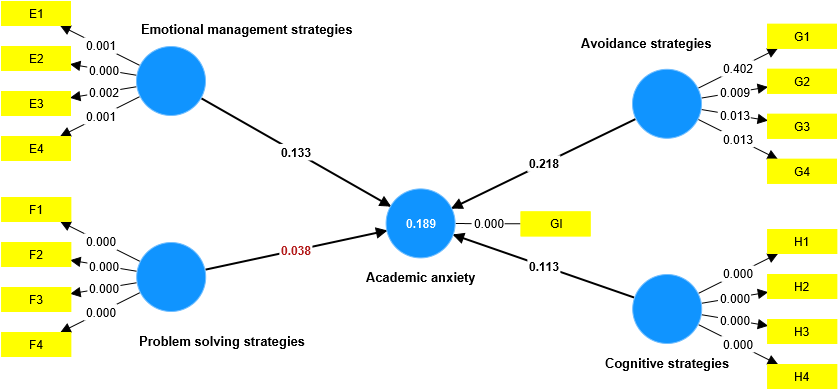 E1
Emotional management strategies
0.001
E2
0.000
E3
0.002
0.001
E4
Avoidance strategies
G1
0.402
G2
0.009
G3
0.013
0.013
G4
0.133
0.218
F1
0.000
F2
0.000
F3
0.000
0.000
F4
Problem solving strategies
0.038
0.189
0.000
GI
Academic anxiety
0.113
H1
0.000
H2
0.000
H3
0.000
0.000
H4
Cognitive strategies